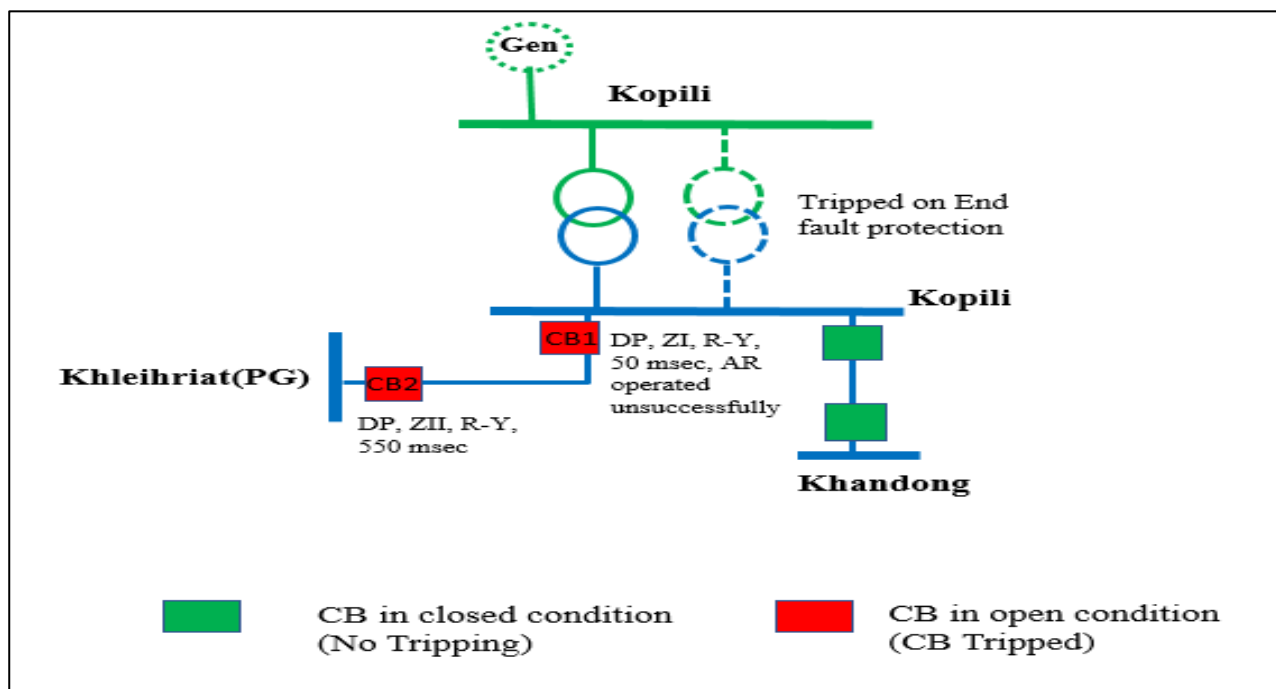 Gen
Kopili
Tripped on End
fault protection
Kopili
CB1
DP, ZI, R-Y,
50 msec, AR
operated
unsuccessfully
Khleihriat(PG)
CB2
DP, ZII, R-Y,
550 msec
Khandong
CB in closed condition
(No Tripping)
CB in open condition
(CB Tripped)